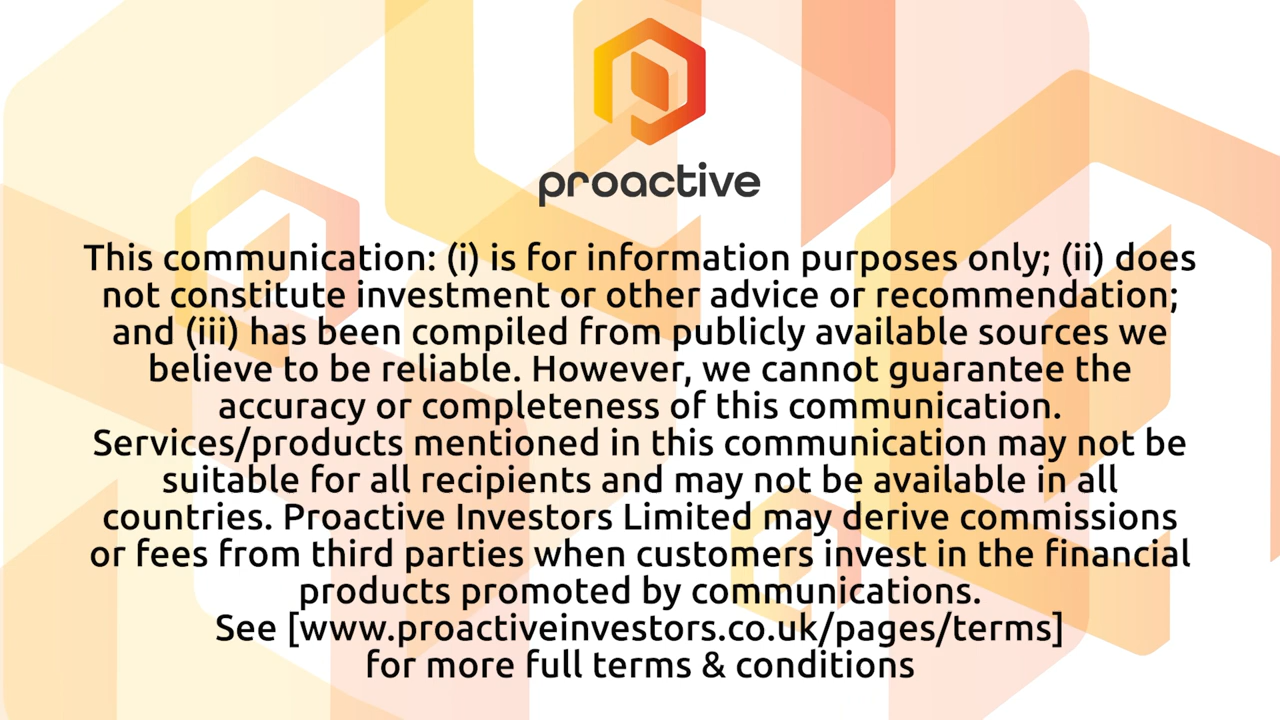 proactive
This communication: (i) is for information purposes only; (ii) does
not constitute investment or other advice or recommendation;
and (iii) has been compiled from publicly available sources we
believe to be reliable. However, we cannot guarantee the
accuracy or completeness of this communication.
Services/products mentioned in this communication may not be
suitable for all recipients and may not be available in all
countries. Proactive Investors Limited may derive commissions
or fees from third parties when customers invest in the financial
products promoted by communications.
See [www.proactiveinvestors.co.uk/pages/terms]
for more full terms & conditions